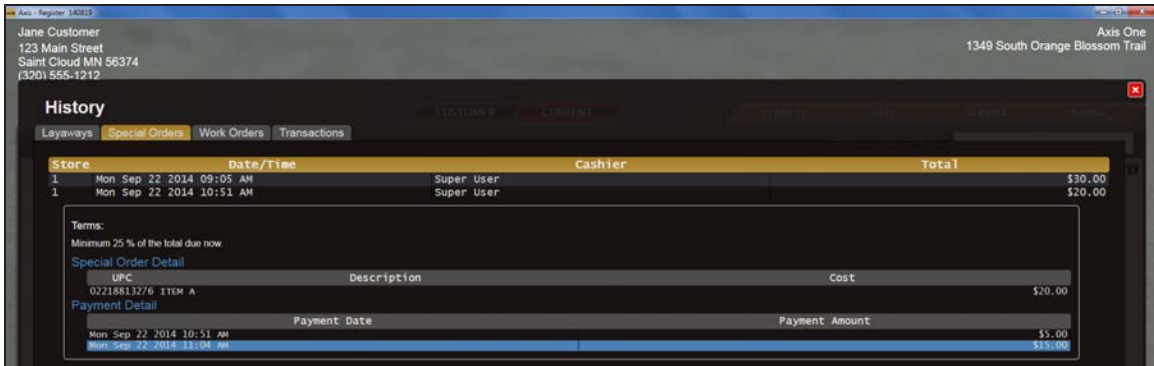 Axis - Register 140819
Jane Customer
123 Main Street
Saint Cloud MN 56374
(320) 555-1212
Axis One
1349 South Orange Blossom Trail
History
CUSTOMER CURRENT
Layaways Special Orders Work Orders Transactions
Store Date/Time Cashier Total
1 Mon Sep 22 2014 09:05 AM Super User $30.00
1 Mon Sep 22 2014 10:51 AM Super User $20.00
Terms:
Minimum 25 % of the total due now.
Special Order Detail
UPC Description Cost
02218813276 ITEM A $20.00
Payment Detail
Payment Date Payment Amount
Mon Sep 22 2014 10:51 AM $5.00
Mon Sep 22 2014 11:04 AM $15.00